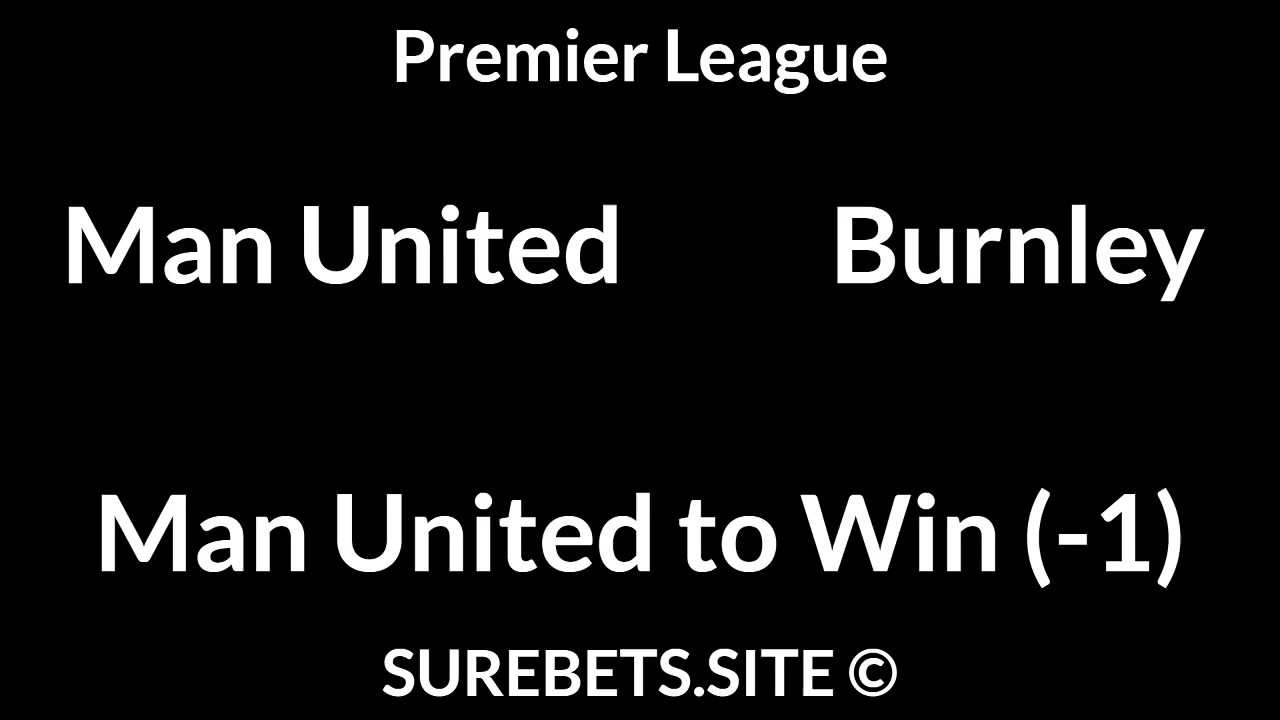 Premier League
Man United Burnley
Man United to Win (-1)
SUREBETS.SITE ©